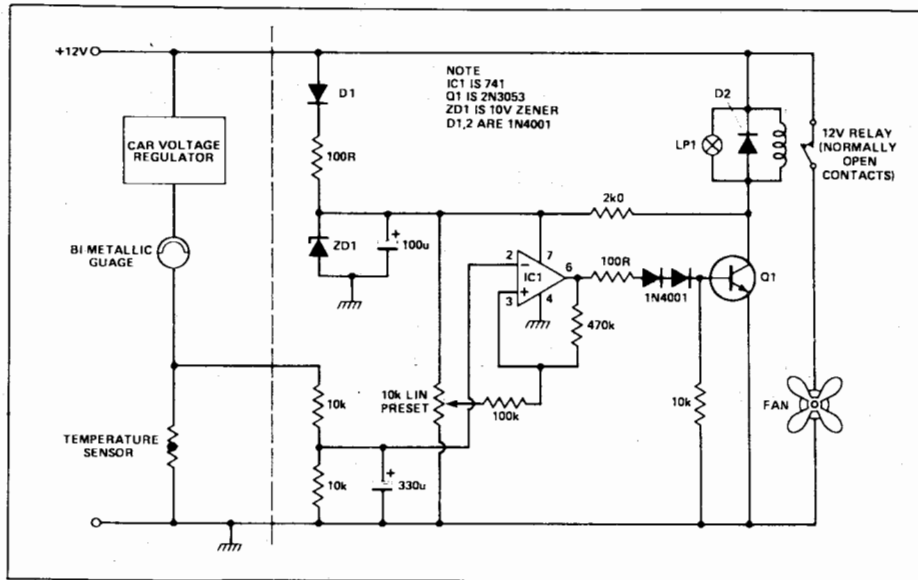 +12V
NOTE
IC1 IS 741
Q1 IS 2N3053
ZD1 IS 10V ZENER
D1,2 ARE 1N4001
D1
D2
CAR VOLTAGE
REGULATOR
100R
LP1
12V RELAY
(NORMALLY
OPEN
CONTACTS)
2k0
BI METALLIC
GUAGE
ZD1
+
100u
2
−
7
IC1
6
3
+
4
100R
1N4001
Q1
470k
10k
10k LIN
PRESET
100k
10k
FAN
TEMPERATURE
SENSOR
10k
+
330u